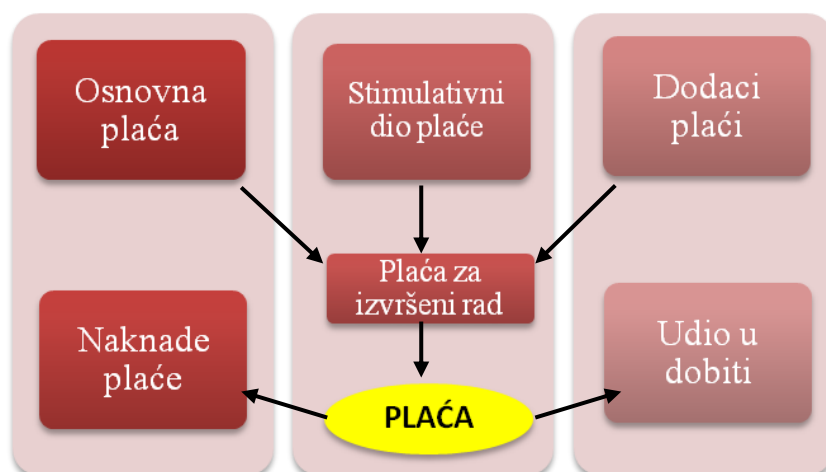 Osnovna
plaća
Stimulativni
dio plaće
Dodaci
plaći
Plaća za
izvršeni rad
Naknade
plaće
Udio u
dobiti
PLAĆA